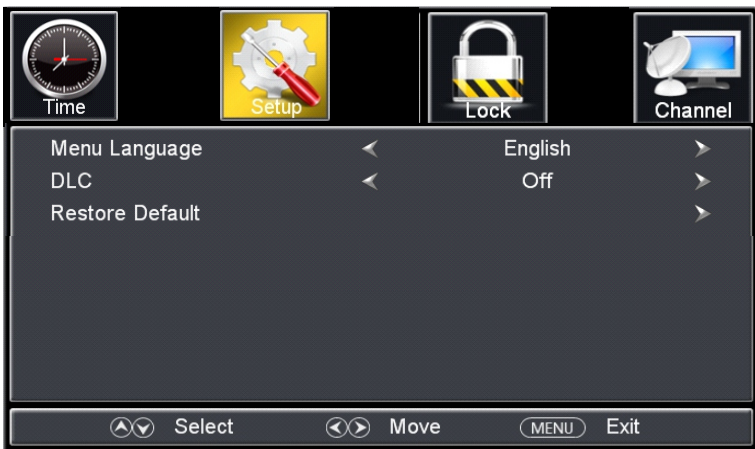 Time Setup Lock Channel
Menu Language English
DLC Off
Restore Default
Select Move MENU Exit